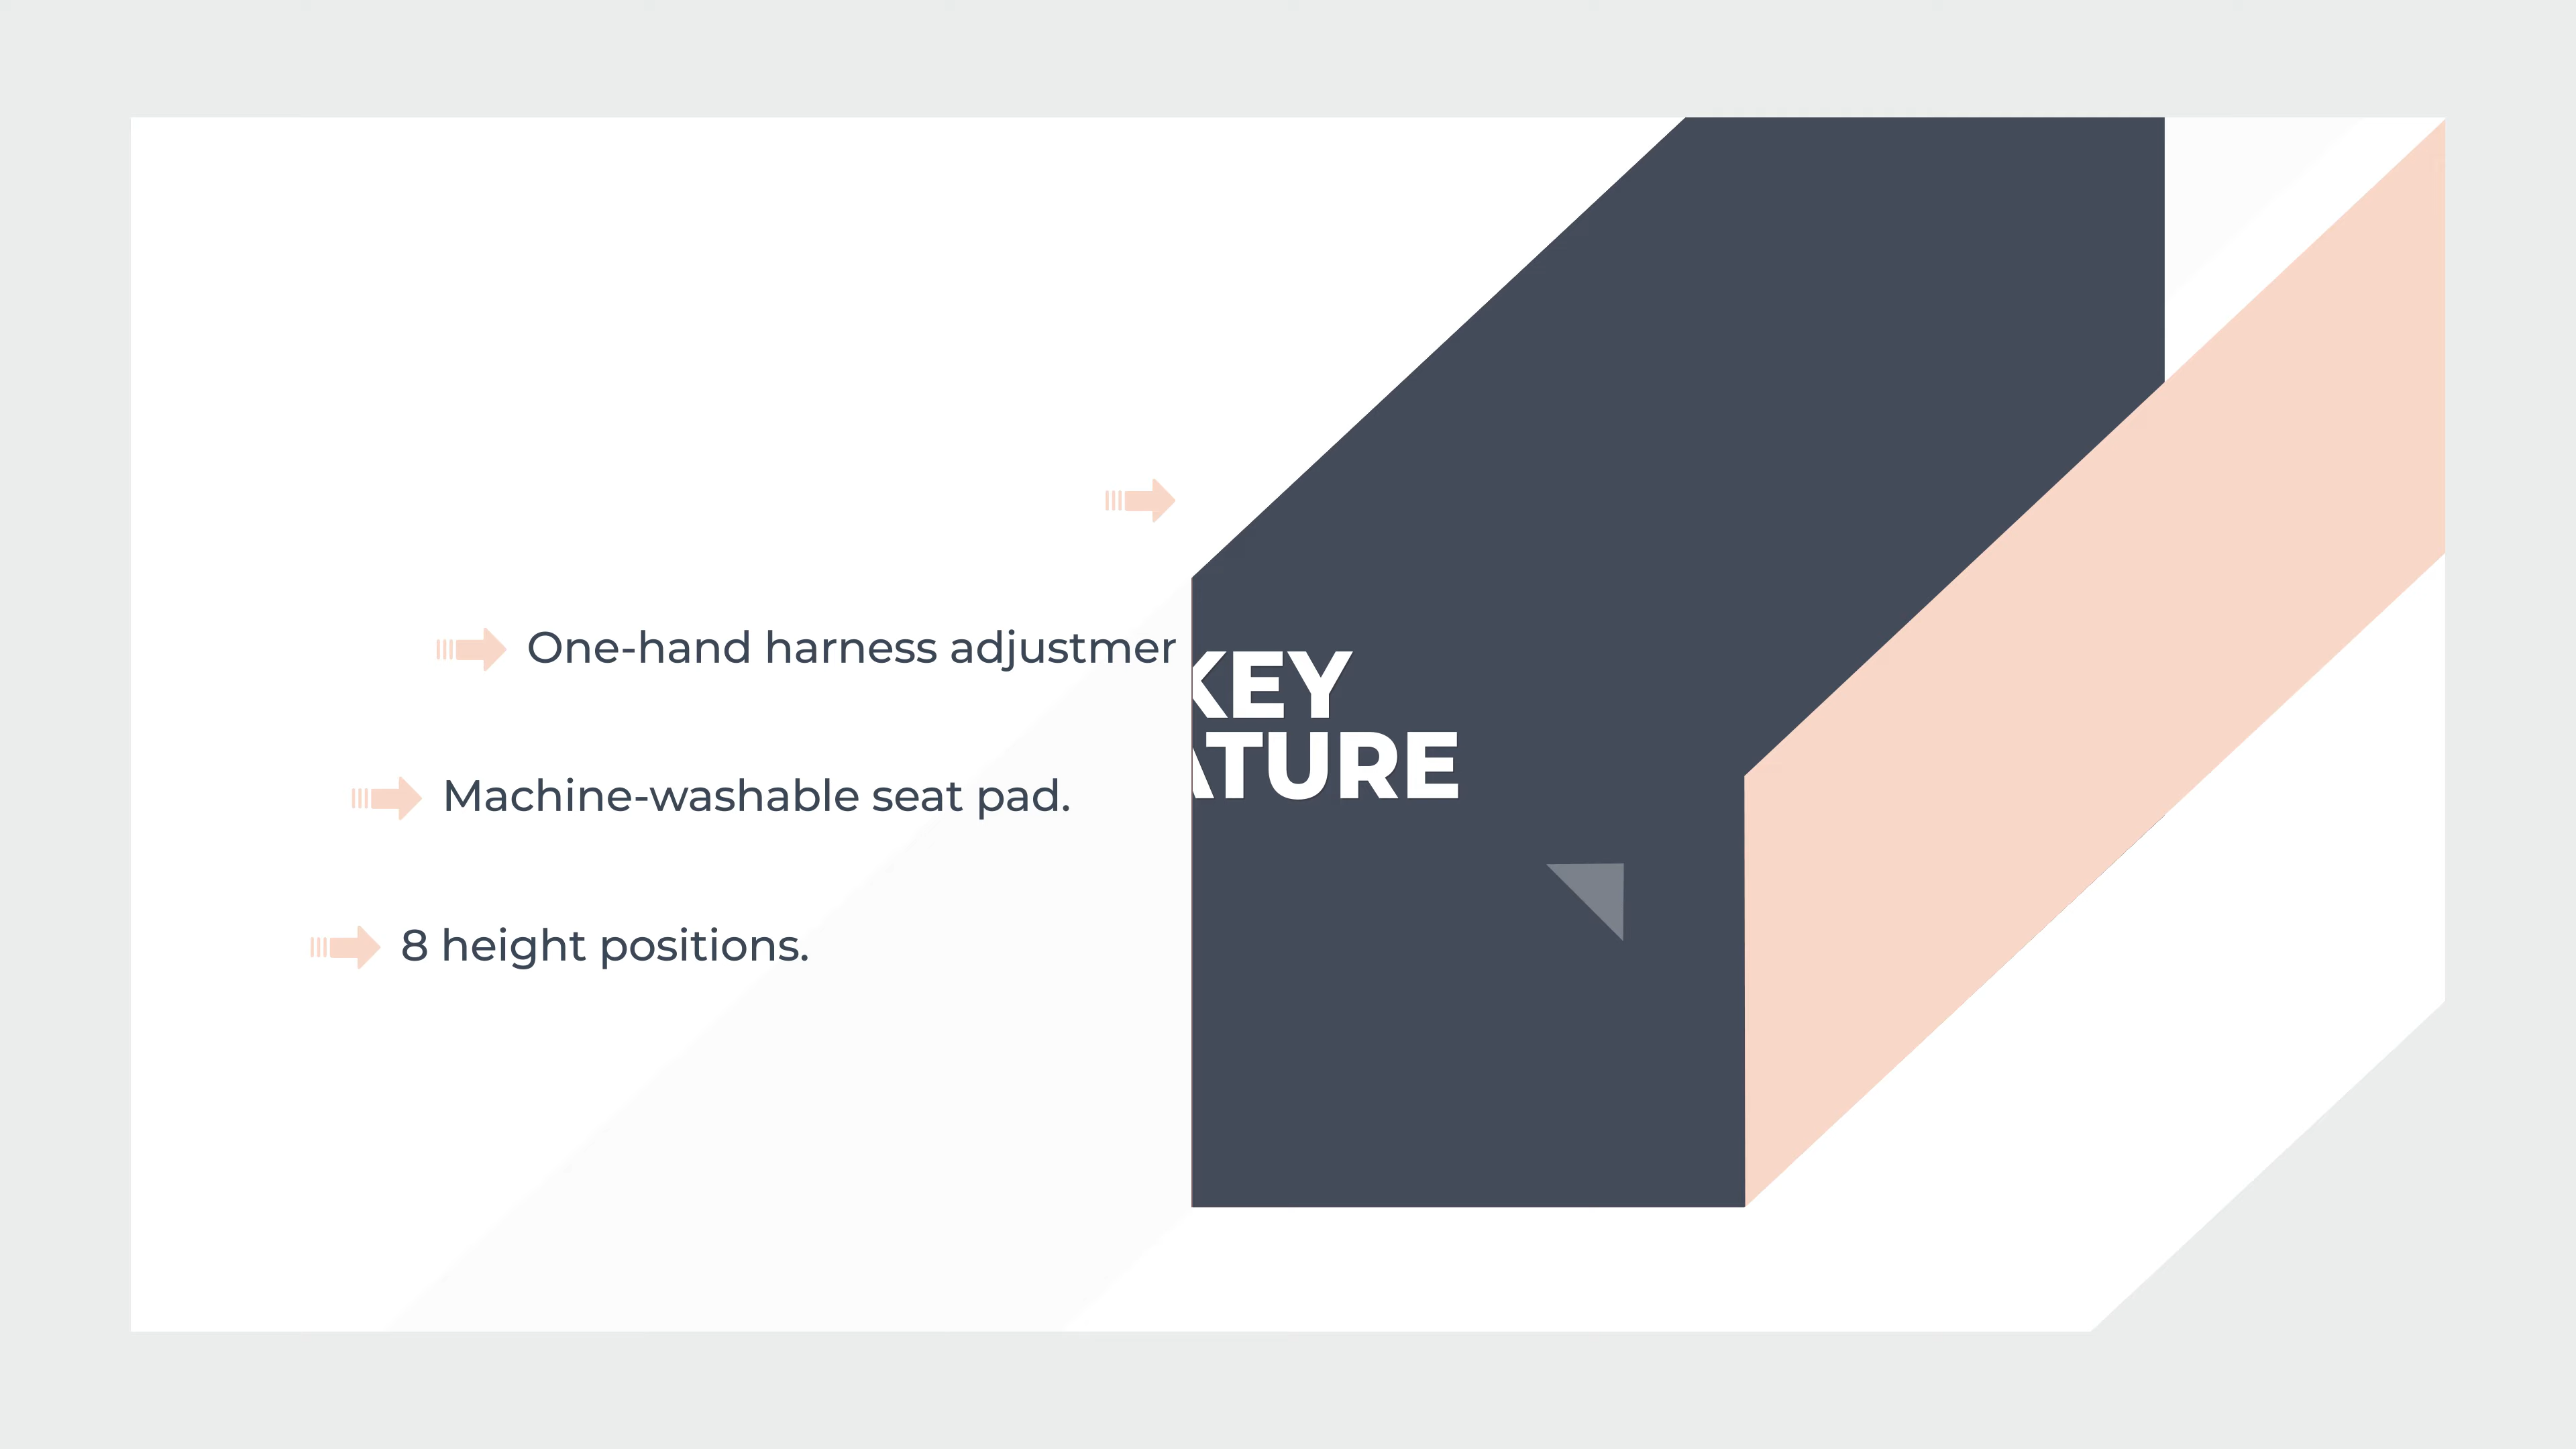 One-hand harness adjustmer
Machine-washable seat pad.
8 height positions.
KEY
ATURE